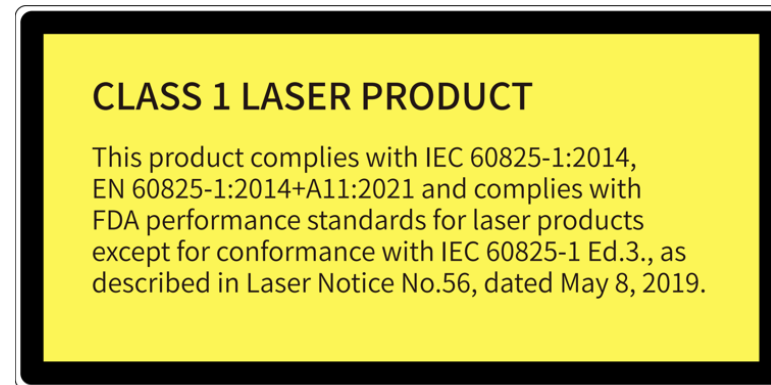 CLASS 1 LASER PRODUCT
This product complies with IEC 60825-1:2014,
EN 60825-1:2014+A11:2021 and complies with
FDA performance standards for laser products
except for conformance with IEC 60825-1 Ed.3., as
described in Laser Notice No.56, dated May 8, 2019.